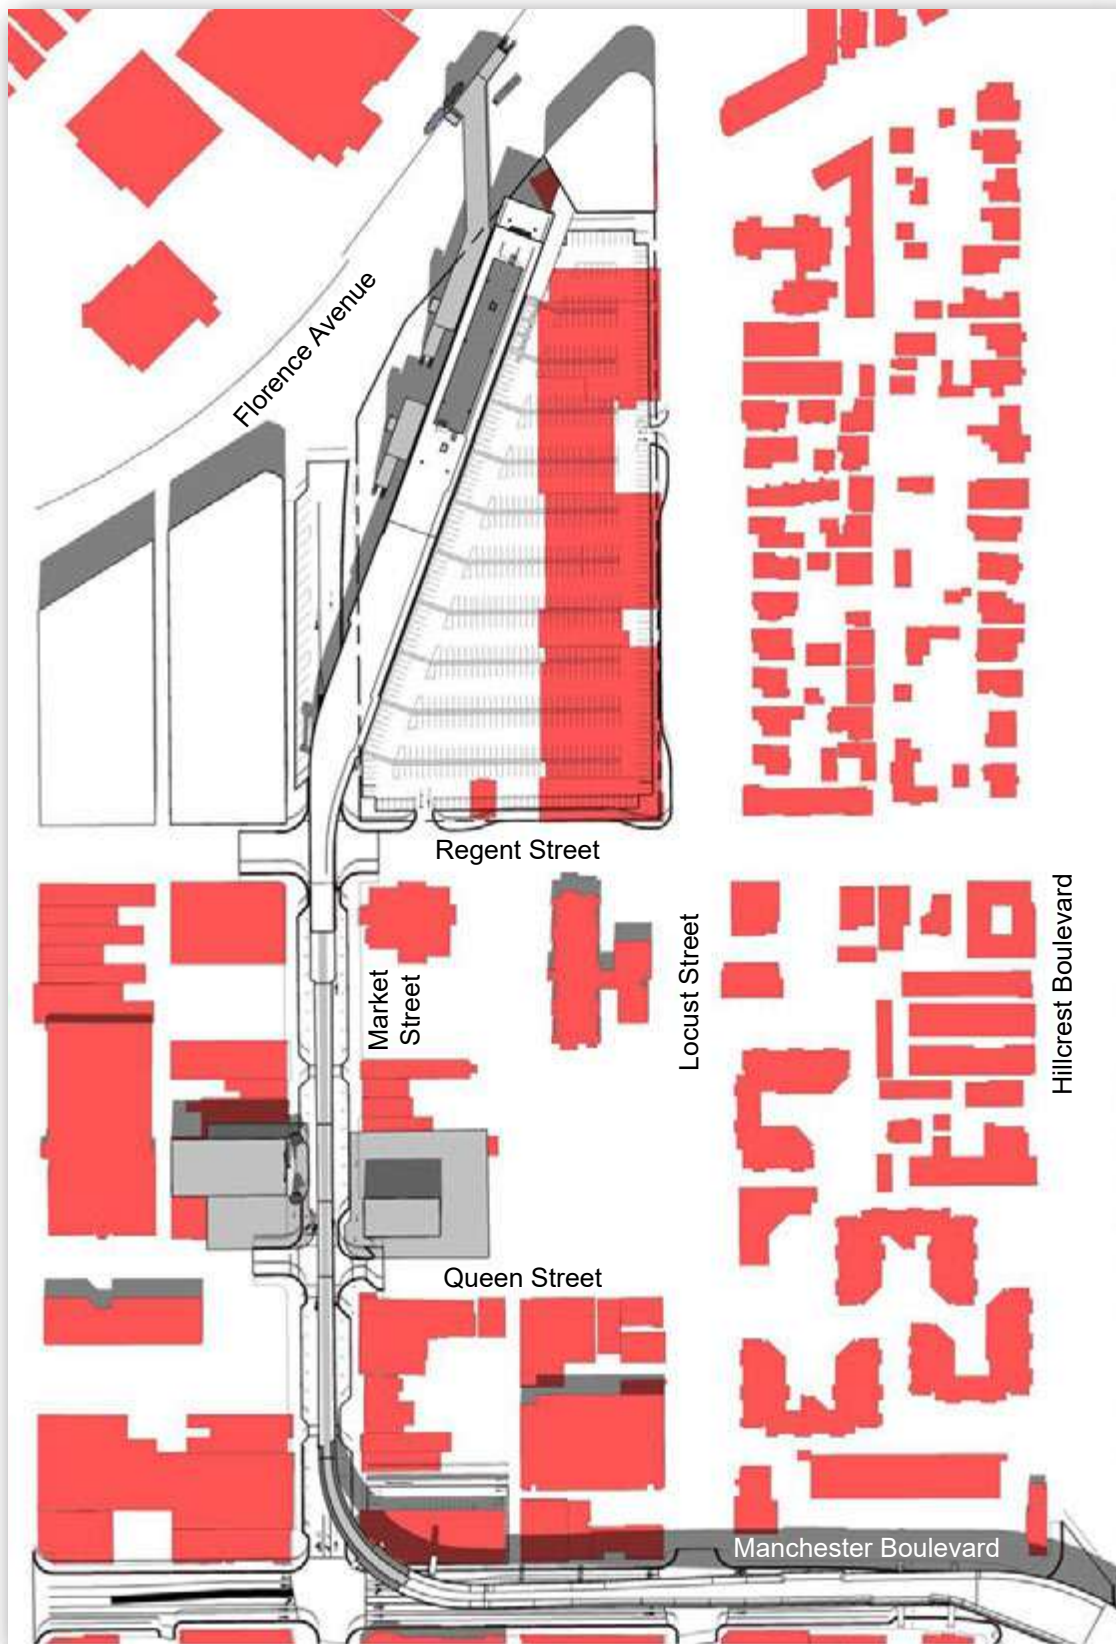 Florence Avenue
Regent Street
Market
Street
Locust Street
Hillcrest Boulevard
Queen Street
Manchester Boulevard